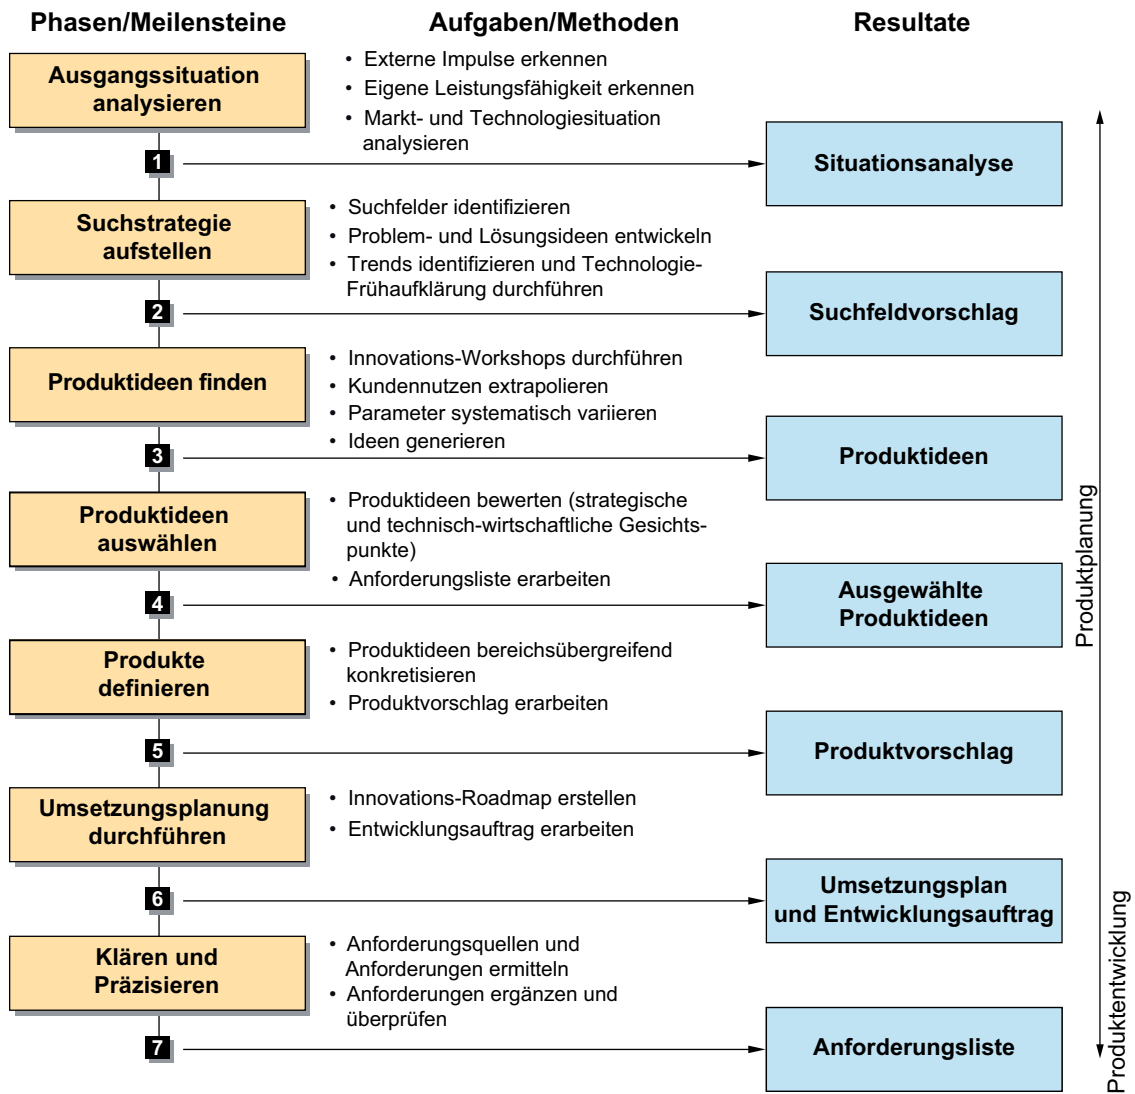 Phasen/Meilensteine
Aufgaben/Methoden
Resultate
Ausgangssituation
analysieren
• Externe Impulse erkennen
• Eigene Leistungsfähigkeit erkennen
• Markt- und Technologiesituation
analysieren
1
Situationsanalyse
Suchstrategie
aufstellen
• Suchfelder identifizieren
• Problem- und Lösungsideen entwickeln
• Trends identifizieren und Technologie-
Frühaufklärung durchführen
2
Suchfeldvorschlag
Produktideen finden
• Innovations-Workshops durchführen
• Kundennutzen extrapolieren
• Parameter systematisch variieren
• Ideen generieren
3
Produktideen
Produktideen
auswählen
• Produktideen bewerten (strategische
und technisch-wirtschaftliche Gesichts-
punkte)
• Anforderungsliste erarbeiten
4
Ausgewählte
Produktideen
Produkte
definieren
• Produktideen bereichsübergreifend
konkretisieren
• Produktvorschlag erarbeiten
5
Produktvorschlag
Umsetzungsplanung
durchführen
• Innovations-Roadmap erstellen
• Entwicklungsauftrag erarbeiten
6
Umsetzungsplan
und Entwicklungsauftrag
Klären und
Präzisieren
• Anforderungsquellen und
Anforderungen ermitteln
• Anforderungen ergänzen und
überprüfen
7
Anforderungsliste
Produktplanung
Produktentwicklung